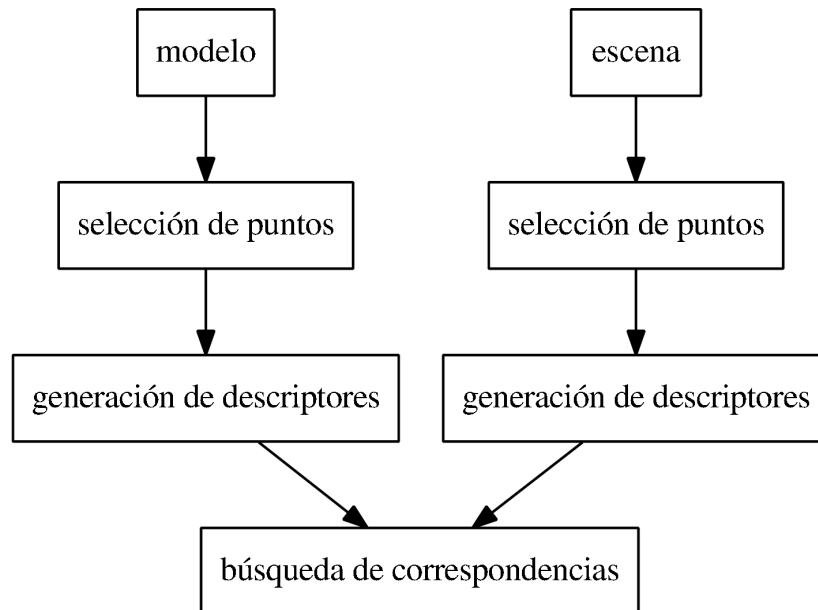 modelo
escena
selección de puntos
selección de puntos
generación de descriptores
generación de descriptores
búsqueda de correspondencias